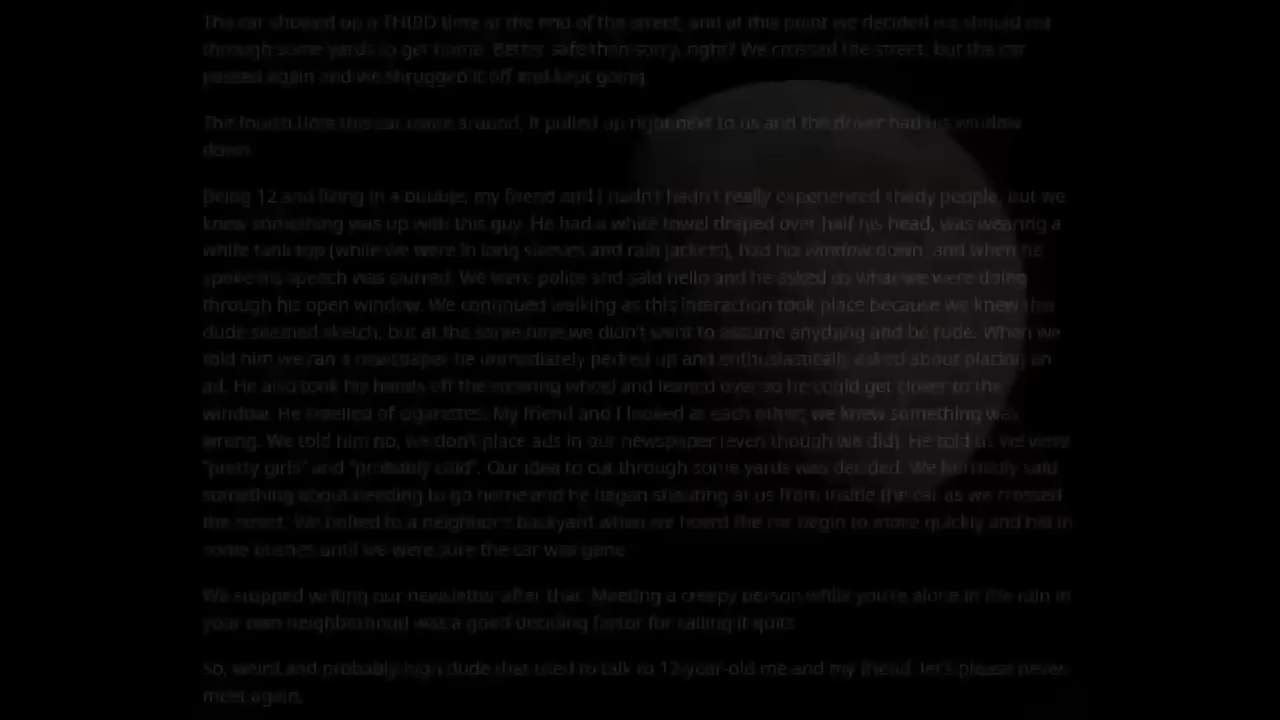 The car showed up a THIRD time at the end of the street, and at this point we decided we should cut
through some yards to get home. Better safe than sorry, right? We crossed the street, but the car
passed again and we shrugged it off and kept going.
The fourth time this car came around, it pulled up right next to us and the driver had his window
down.
Being 12 and living in a bubble, my friend and I hadn't hadn't really experienced shady people, but we
knew something was up with this guy. He had a white towel draped over half his head, was wearing a
white tank top (while we were in long sleeves and rain jackets), had his window down, and when he
spoke his speech was slurred. We were polite and said hello and he asked us what we were doing
through his open window. We continued walking as this interaction took place because we knew this
dude seemed sketch, but at the same time we didn't want to assume anything and be rude. When we
told him we ran a newspaper he immediately perked up and enthusiastically asked about placing an
ad. He also took his hands off the steering wheel and leaned over so he could get closer to the
window. He smelled of cigarettes. My friend and I looked at each other, we knew something was
wrong. We told him no, we don't place ads in our newspaper (even though we did). He told us we were
"pretty girls" and "probably cold". Our idea to cut through some yards was decided. We hurriedly said
something about needing to go home and he began shouting at us from inside the car as we crossed
the street. We bolted to a neighbor's backyard when we heard the car begin to move quickly and hid in
some bushes until we were sure the car was gone.
We stopped writing our newsletter after that. Meeting a creepy person while you're alone in the rain in
your own neighborhood was a good deciding factor for calling it quits.
So, weird and probably high dude that tried to talk to 12-year-old me and my friend, let's please never
meet again.